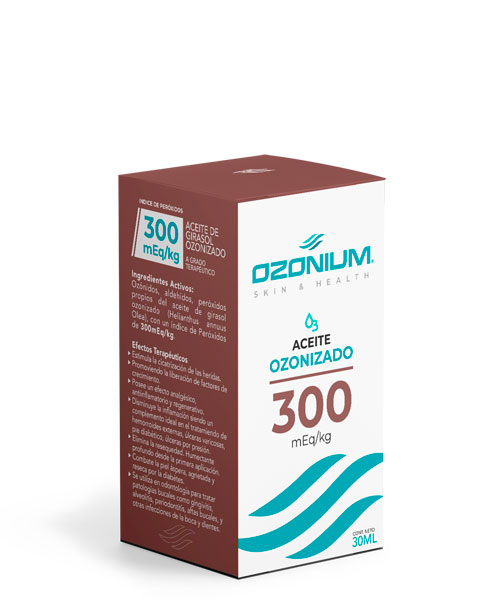 INDICE DE PERÓXIDOS
300
mEq/kg
ACEITE DE
GIRASOL
OZONIZADO
A GRADO
TERAPÉUTICO
Ingredientes Activos:
Ozónidos, aldehidos, peróxidos
propios del aceite de girasol
ozonizado (Helianthus annuus
Olea), con un indice de Peróxidos
de 300mEq/kg.
Efectos Terapéuticos
Estimula la cicatrización de las heridas.
Promoviendo la liberación de factores de
crecimiento.
Posee un efecto analgésico,
antiinflamatorio y regenerativo.
Disminuye la inflamación siendo un
complemento ideal en el tratamiento de
hemorroides externas, úlceras varicosas,
pie diabético, úlceras por presión.
Elimina la resequedad. Humectante
profundo desde la primera aplicación.
Combate la piel áspera, agrietada y
reseca por la diabetes.
Se utiliza en odontología para tratar
patologías bucales como gingivitis,
alveolitis, periodontitis, aftas bucales, y
otras infecciones de la boca y dientes.
OZONIUM®
SKIN & HEALTH
O3
ACEITE
OZONIZADO
300
mEq/kg
CONT. NETO
30ML